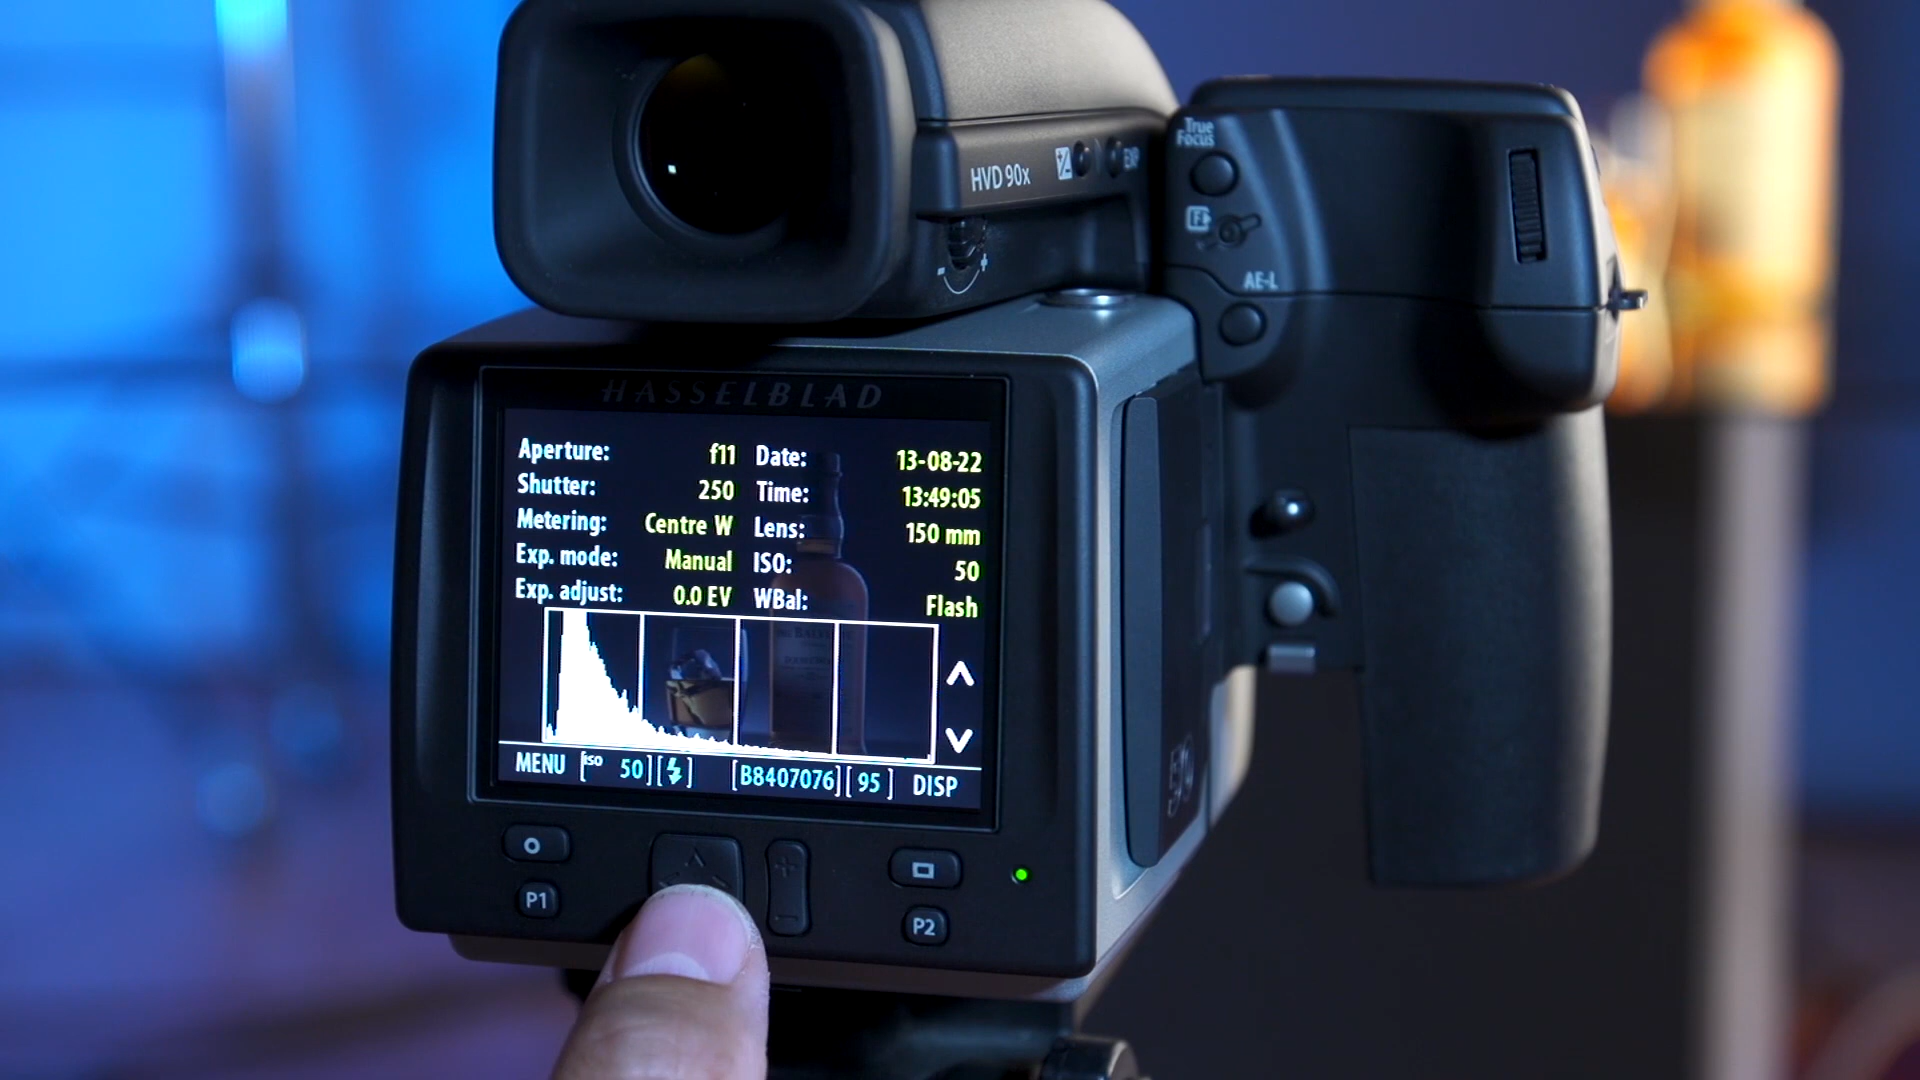 True
Focus
HVD 90x
EXP
AE-L
HASSELBLAD
Aperture: f11 Date: 13-08-22
Shutter: 250 Time: 13:49:05
Metering: Centre W Lens: 150 mm
Exp. mode: Manual ISO: 50
Exp. adjust: 0.0 EV WBal: Flash
MENU [iso 50][ ] [B8407076][ 95 ] DISP
P1
P2